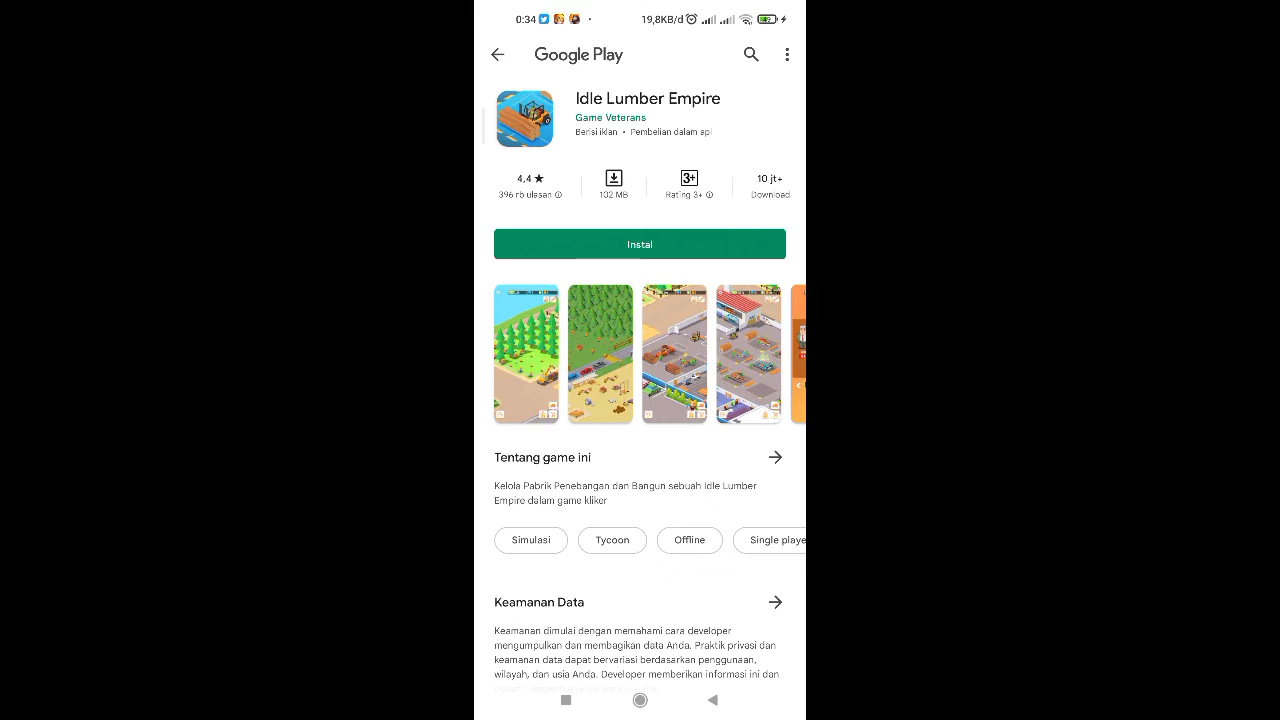 0:34
19,8KB/d
Google Play
Idle Lumber Empire
Game Veterans
Berisi iklan • Pembelian dalam apl
4,4★
396 rb ulasan
102 MB
3+
Rating 3+
10 jt+
Download
Instal
Tentang game ini
Kelola Pabrik Penebangan dan Bangun sebuah Idle Lumber
Empire dalam game kliker
Simulasi
Tycoon
Offline
Single playe
Keamanan Data
Keamanan dimulai dengan memahami cara developer
mengumpulkan dan membagikan data Anda. Praktik privasi dan
keamanan data dapat bervariasi berdasarkan penggunaan,
wilayah, dan usia Anda. Developer memberikan informasi ini dan